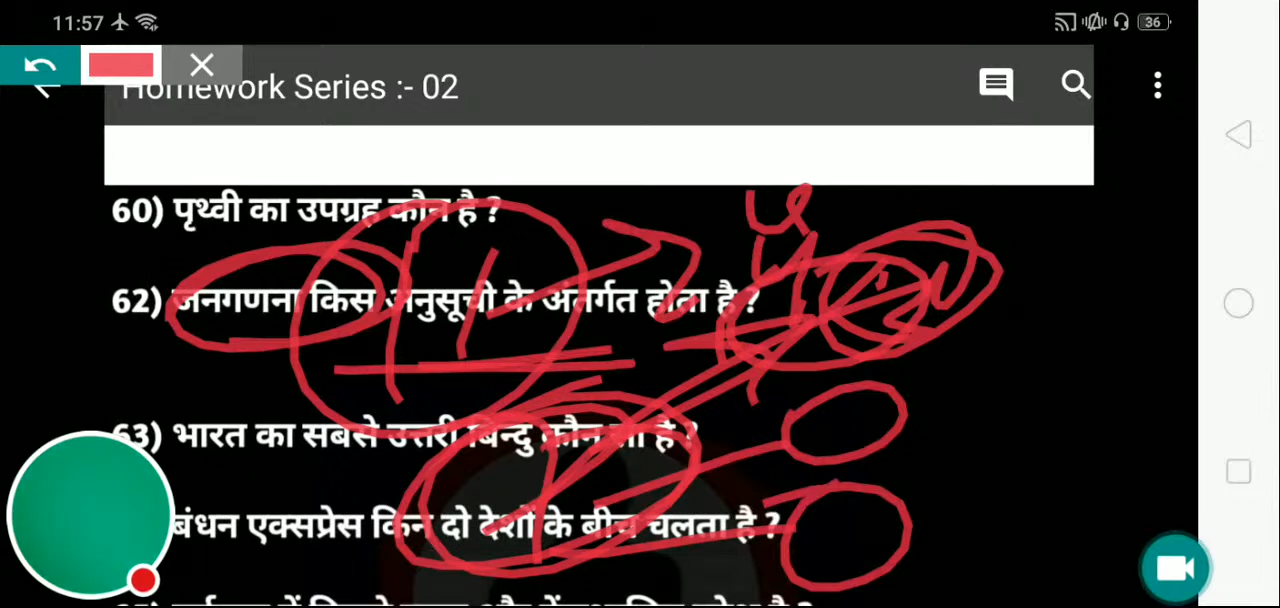 11:57
36
Homework Series :- 02
60) पृथ्वी का उपग्रह कौन है ?
62) जनगणना किस अनुसूची के अंतर्गत होता है ?
63) भारत का सबसे उत्तरी बिन्दु कौन सा है ?
बंधन एक्सप्रेस किन दो देशों के बीच चलता है ?